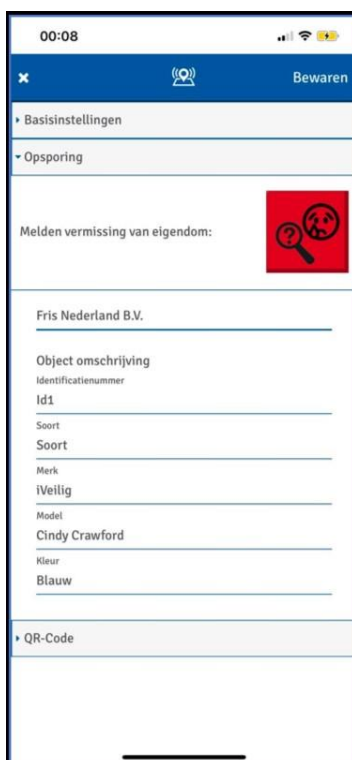 00:08
Bewaren
Basisinstellingen
Opsporing
Melden vermissing van eigendom:
?
Fris Nederland B.V.
Object omschrijving
Identificatienummer
Id1
Soort
Soort
Merk
iVeilig
Model
Cindy Crawford
Kleur
Blauw
QR-Code